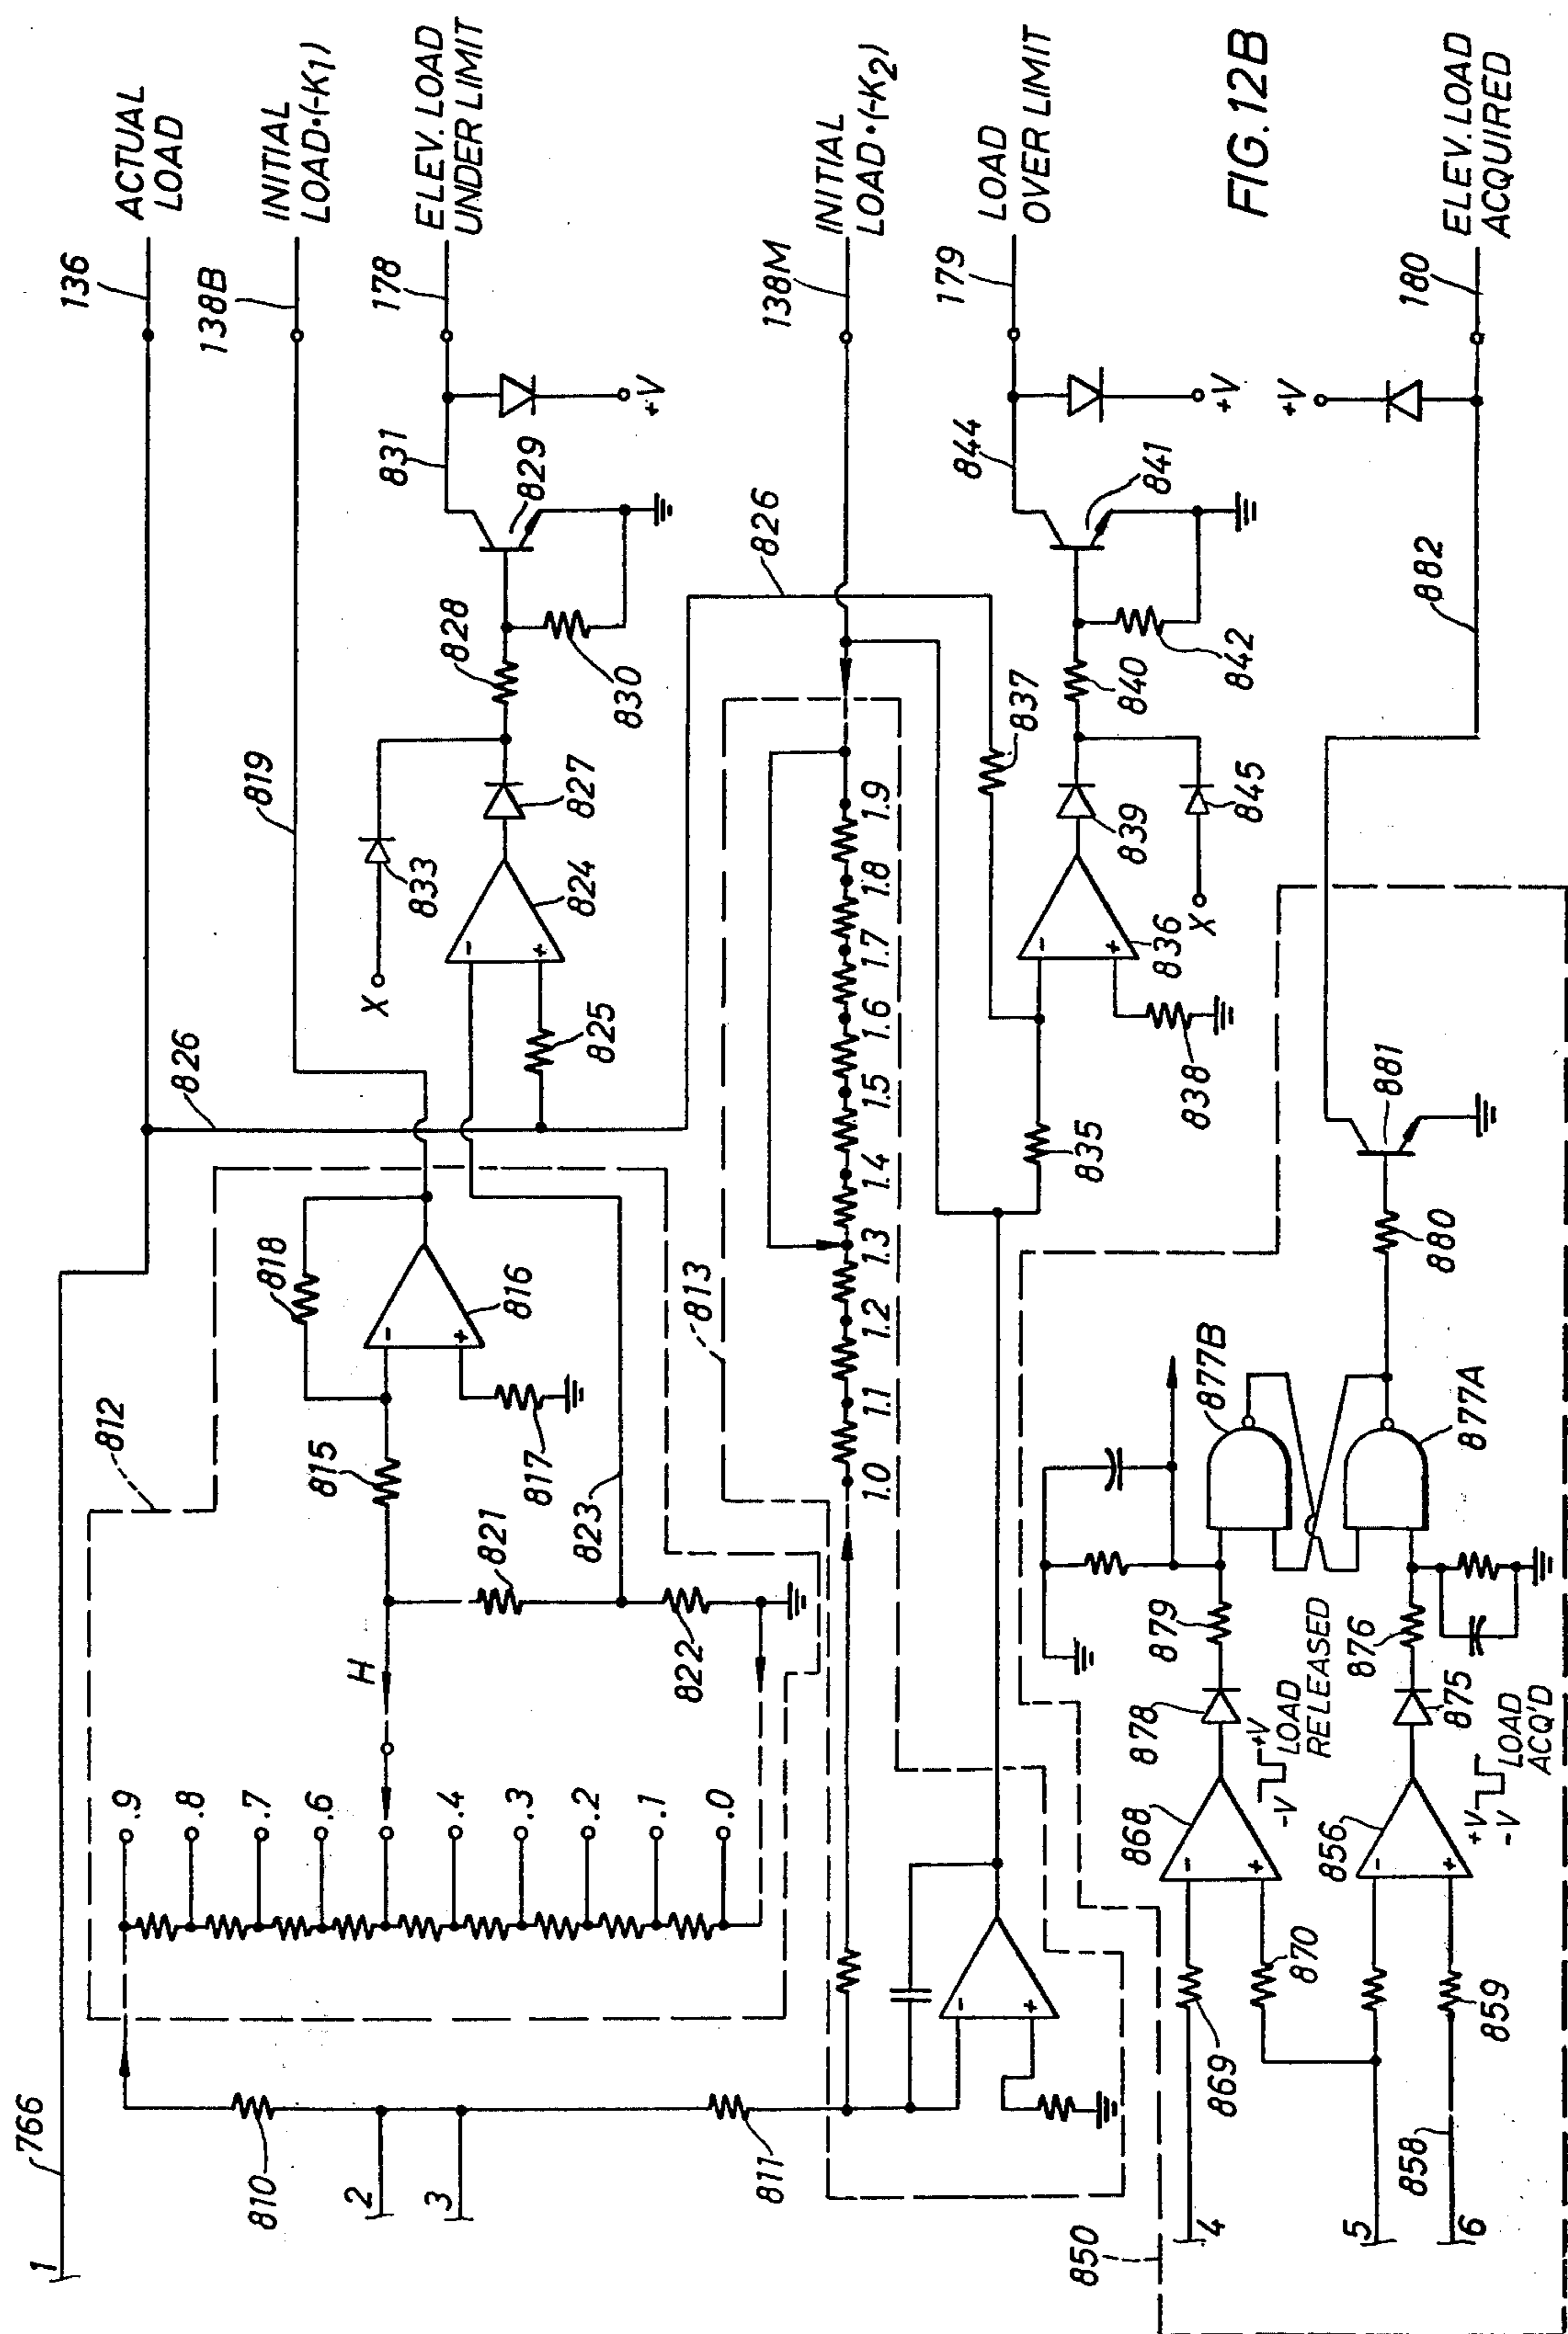 1
766
136
ACTUAL
LOAD
812
826
819
138B
INITIAL
LOAD•(-K1)
831
178
ELEV. LOAD
UNDER LIMIT
+V
829
828
830
X
833
827
824
-
+
825
826
818
815
816
-
+
817
H
821
823
822
813
810
2
3
811
.9
.8
.7
.6
.4
.3
.2
.1
.0
1.0
1.1
1.2
1.3
1.4
1.5
1.6
1.7
1.8
1.9
138M
INITIAL
LOAD•(-K2)
-
+
835
837
836
-
+
838
839
X
845
840
842
841
844
179
LOAD
OVER LIMIT
+V
+V
FIG. 12B
850
4
5
6
858
869
870
859
868
-
+
856
-
+
878
879
-V
+V
LOAD
RELEASED
875
876
+V
-V
LOAD
ACQ'D
877B
877A
880
881
882
180
ELEV. LOAD
ACQUIRED